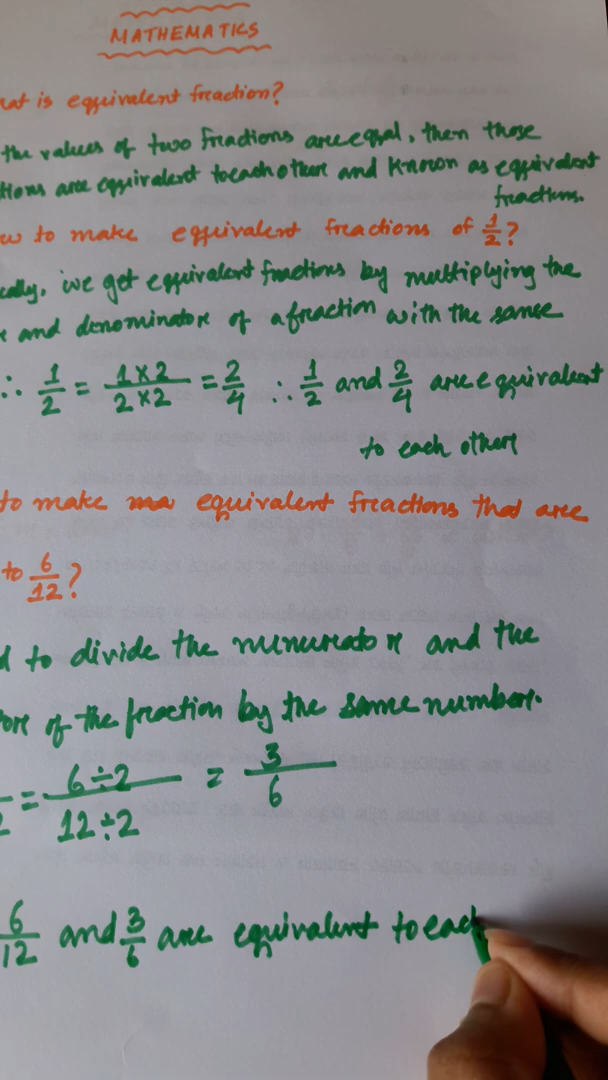 MATHEMATICS
at is equivalent fraction?
the values of two fractions are equal, then those
tions are equivalent to each other and known as equivalent
fractions.
w to make equivalent fractions of 1/2?
cally, we get equivalent fractions by multiplying the
and denominator of a fraction with the same
∴ 1/2 = 1×2/2×2 = 2/4 ∴ 1/2 and 2/4 are equivalent
to each other
to make ma equivalent fractions that are
to 6/12?
d to divide the numurator and the
tor of the fraction by the same number.
= 6÷2/12÷2 = 3/6
6/12 and 3/6 are equivalent to each